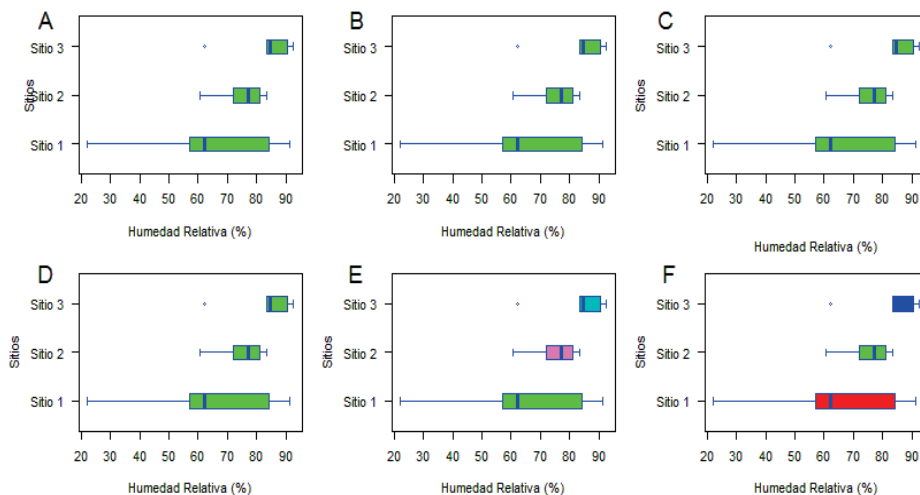 A
Sitio 3
Sitio 2
Sitio 1
Sitios
20 30 40 50 60 70 80 90
Humedad Relativa (%)
B
Sitio 3
Sitio 2
Sitio 1
20 30 40 50 60 70 80 90
Humedad Relativa (%)
C
Sitio 3
Sitio 2
Sitio 1
Sitios
20 30 40 50 60 70 80 90
Humedad Relativa (%)
D
Sitio 3
Sitio 2
Sitio 1
Sitios
20 30 40 50 60 70 80 90
Humedad Relativa (%)
E
Sitio 3
Sitio 2
Sitio 1
Sitios
20 30 40 50 60 70 80 90
Humedad Relativa (%)
F
Sitio 3
Sitio 2
Sitio 1
Sitios
20 30 40 50 60 70 80 90
Humedad Relativa (%)